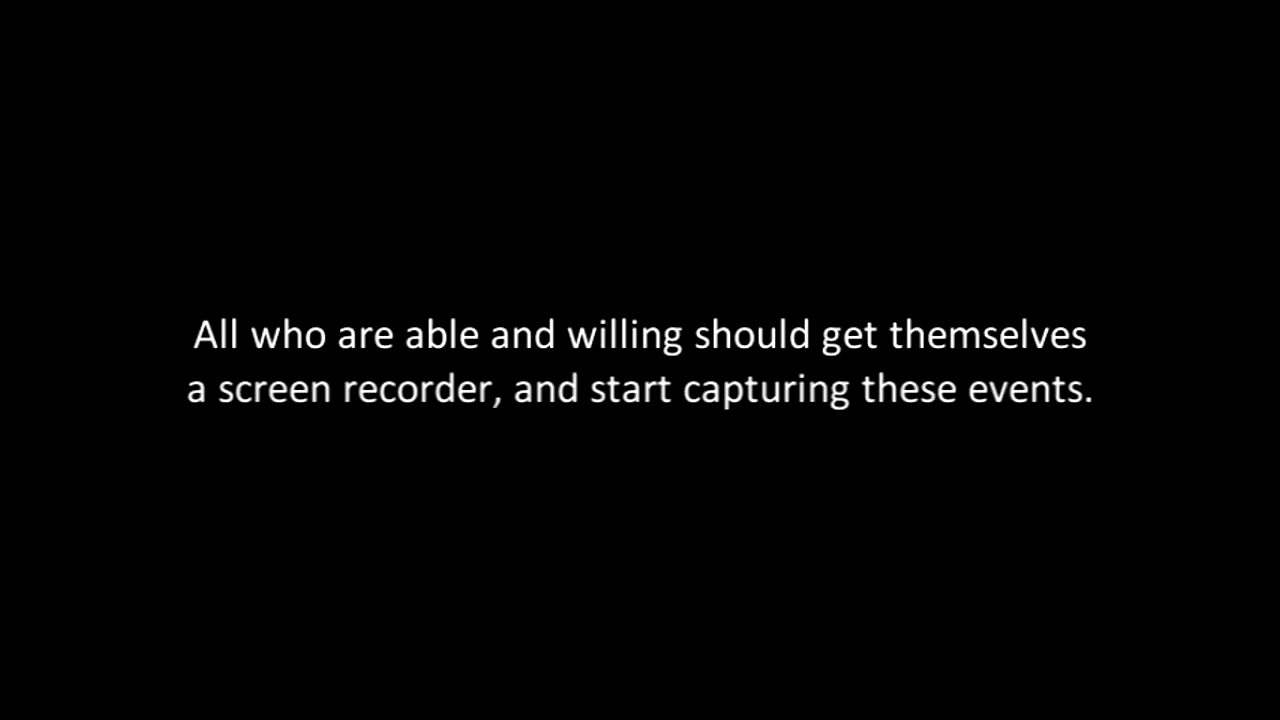 All who are able and willing should get themselves
a screen recorder, and start capturing these events.